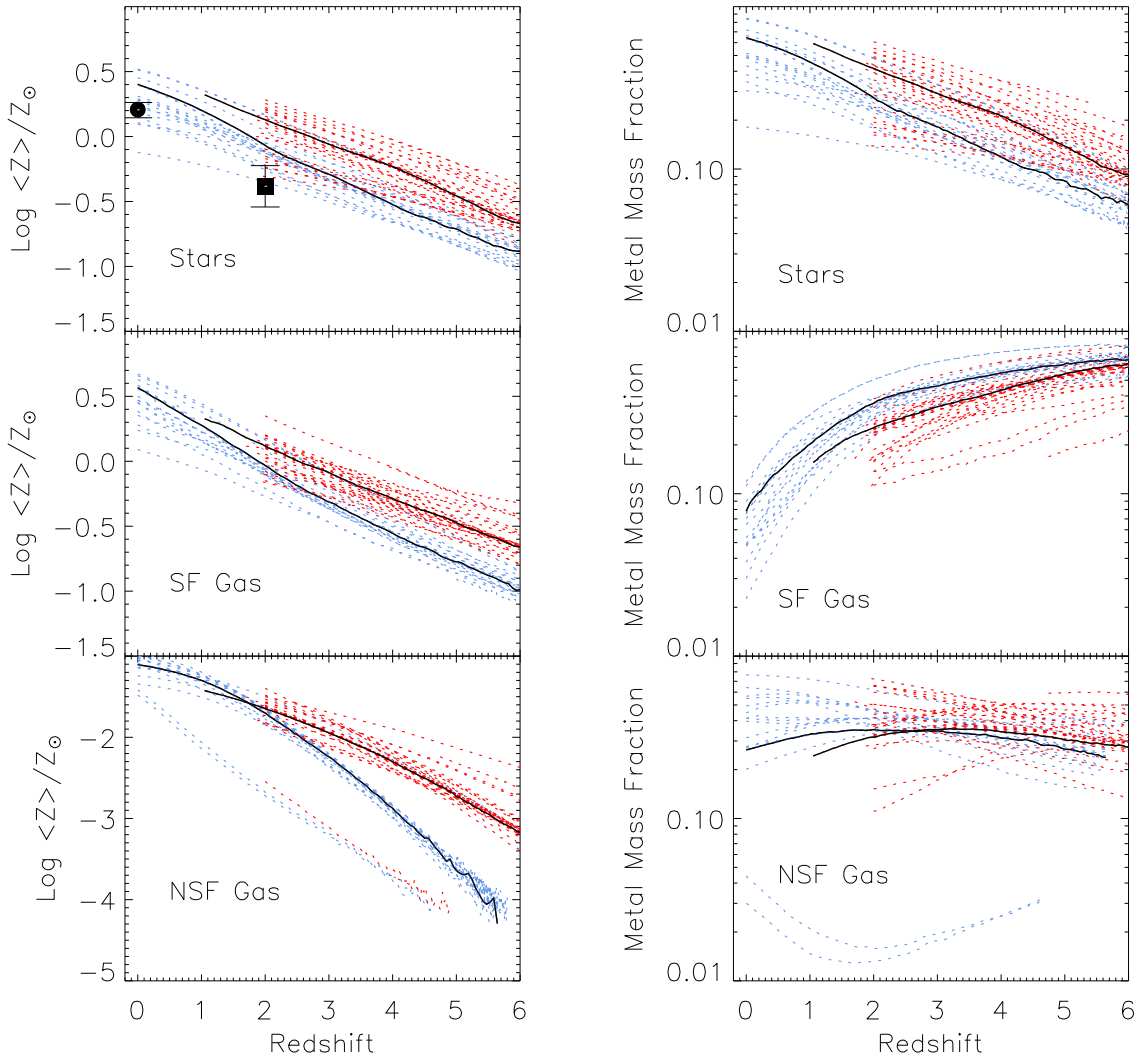 Log <Z>/Z⊙
0.5
0.0
−0.5
−1.0
−1.5
Stars
Metal Mass Fraction
0.10
0.01
Stars
Log <Z>/Z⊙
0.5
0.0
−0.5
−1.0
−1.5
SF Gas
Metal Mass Fraction
0.10
0.01
SF Gas
Log <Z>/Z⊙
−2
−3
−4
−5
NSF Gas
0 1 2 3 4 5 6
Redshift
Metal Mass Fraction
0.10
0.01
NSF Gas
0 1 2 3 4 5 6
Redshift